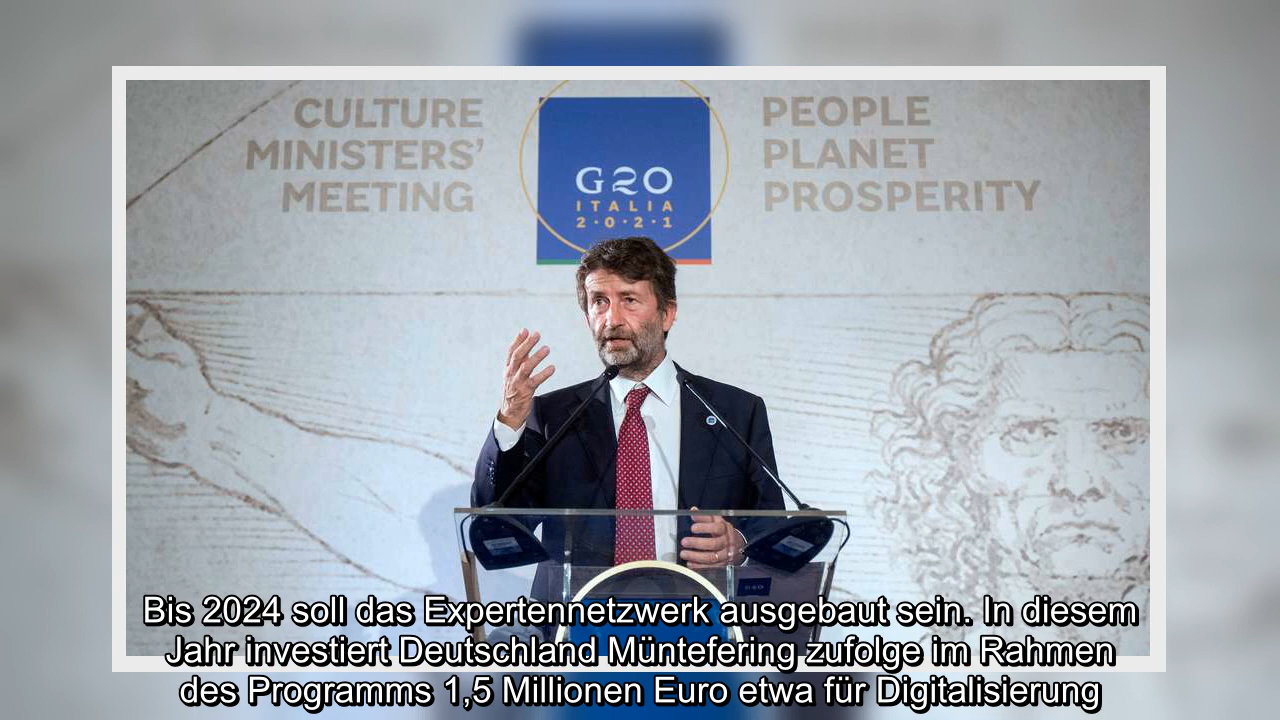 CULTURE
MINISTERS'
MEETING
G20
ITALIA
2·0·2·1
PEOPLE
PLANET
PROSPERITY
G20
Bis 2024 soll das Expertennetzwerk ausgebaut sein. In diesem
Jahr investiert Deutschland Müntefering zufolge im Rahmen
des Programms 1,5 Millionen Euro etwa für Digitalisierung